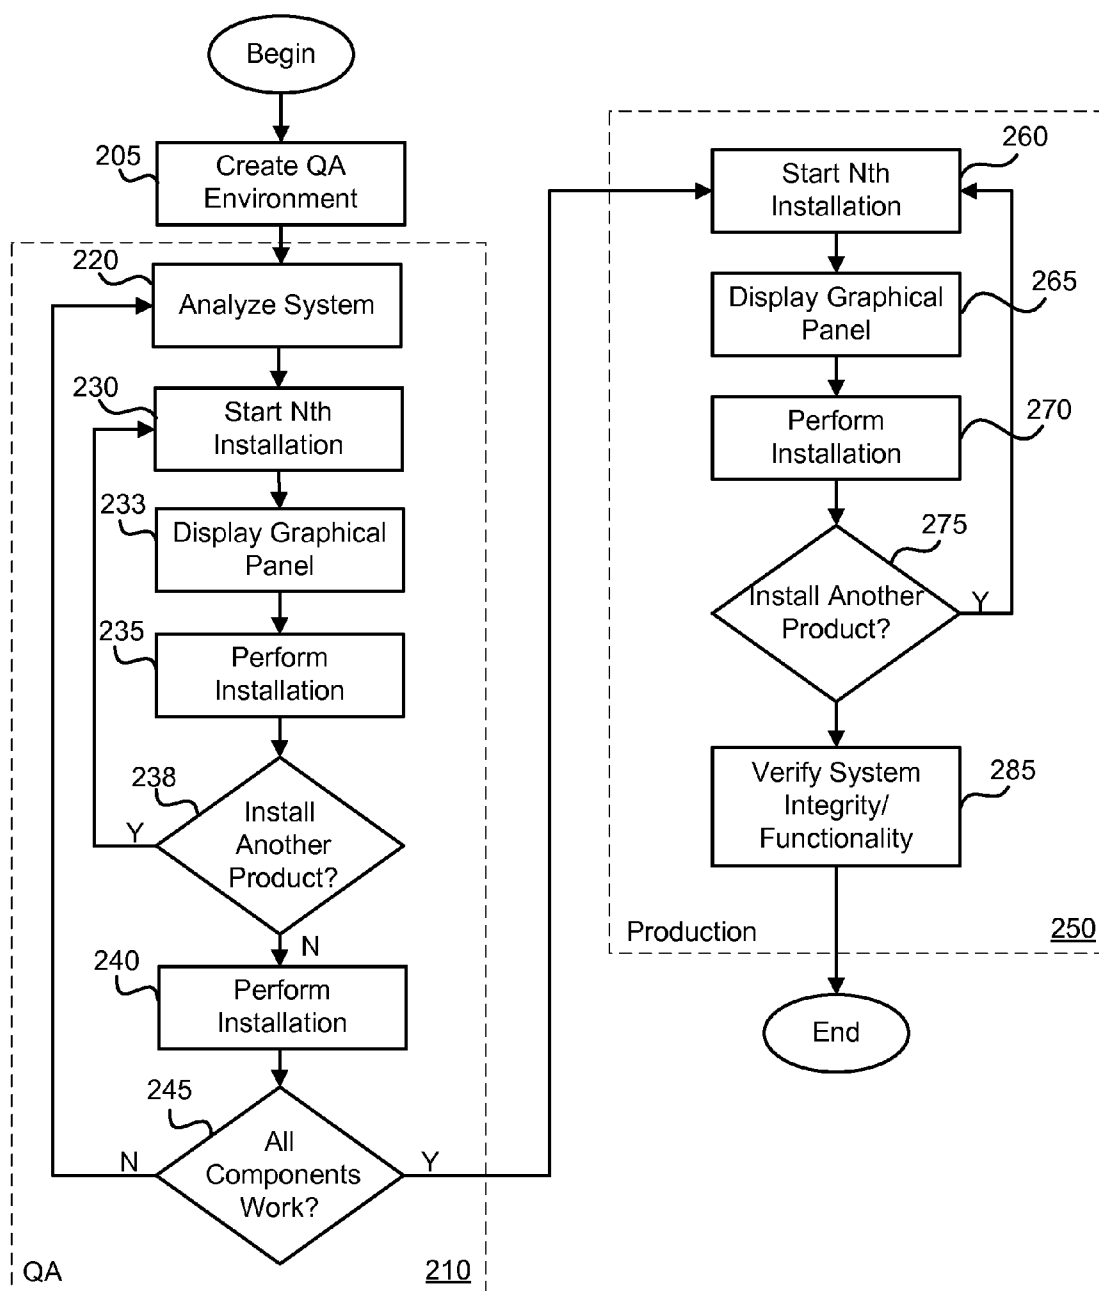 Begin
205
Create QA
Environment
220
Analyze System
230
Start Nth
Installation
233
Display Graphical
Panel
235
Perform
Installation
238
Install
Another
Product?
Y
N
240
Perform
Installation
245
All
Components
Work?
N
Y
QA
210
260
Start Nth
Installation
265
Display Graphical
Panel
270
Perform
Installation
275
Install Another
Product?
Y
285
Verify System
Integrity/
Functionality
Production
250
End